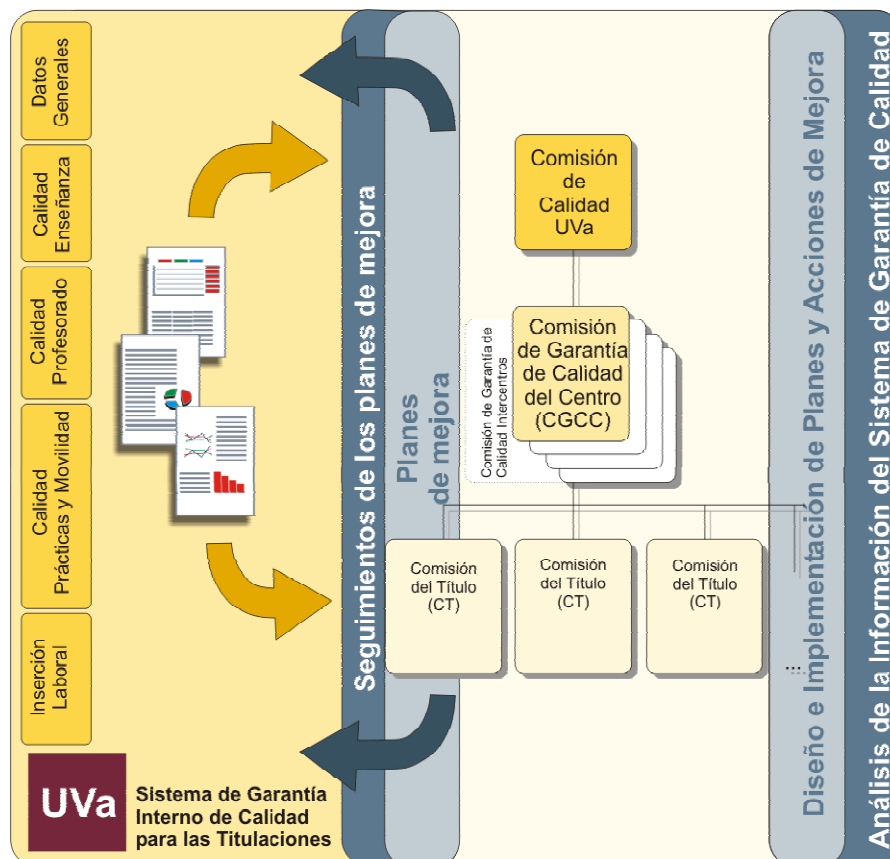 Datos
Generales
Calidad
Enseñanza
Calidad
Profesorado
Calidad
Prácticas y Movilidad
Inserción
Laboral
UVa
Sistema de Garantía
Interno de Calidad
para las Titulaciones
Seguimientos de los planes de mejora
Planes
de mejora
Comisión
de
Calidad
UVa
Comisión de Garantía de
Calidad Intercentros
Comisión
de Garantía
de Calidad
del Centro
(CGCC)
Comisión
del Título
(CT)
Comisión
del Título
(CT)
Comisión
del Título
(CT)
...
Diseño e Implementación de Planes y Acciones de Mejora
Análisis de la Información del Sistema de Garantía de Calidad